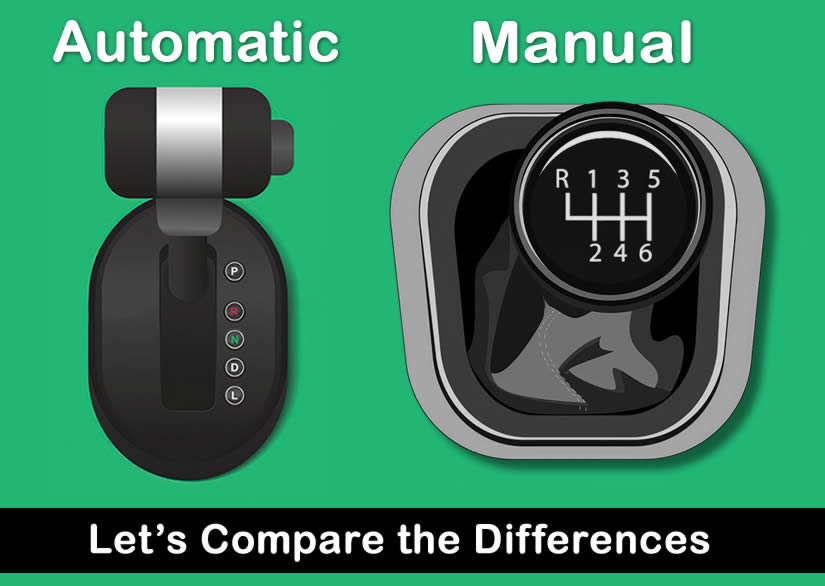 Automatic
Manual
P
R
N
D
L
R 1 3 5
2 4 6
Let's Compare the Differences